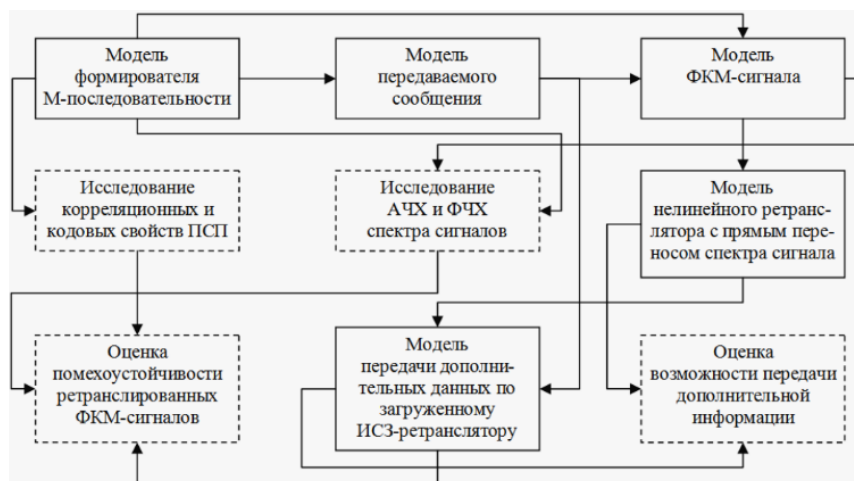 Модель
формирователя
М-последовательности
Модель
передаваемого
сообщения
Модель
ФКМ-сигнала
Исследование
корреляционных и
кодовых свойств ПСП
Исследование
АЧХ и ФЧХ
спектра сигналов
Модель
нелинейного ретранс-
лятора с прямым пере-
носом спектра сигнала
Оценка
помехоустойчивости
ретранслированных
ФКМ-сигналов
Модель
передачи дополни-
тельных данных по
загруженному
ИСЗ-ретранслятору
Оценка
возможности передачи
дополнительной
информации